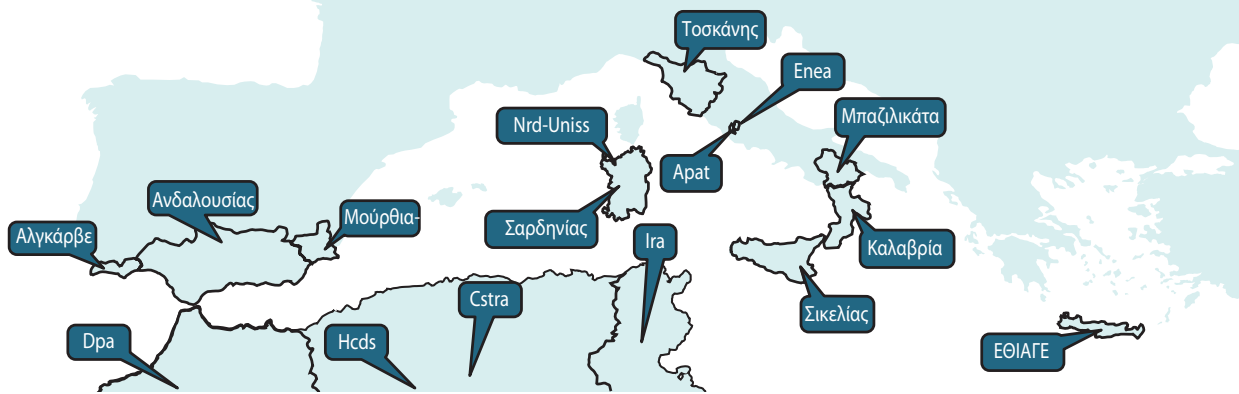 Τοσκάνης
Enea
Μπαζιλικάτα
Nrd-Uniss
Apat
Ανδαλουσίας
Μούρθια-
Αλγκάρβε
Σαρδηνίας
Ira
Καλαβρία
Cstra
Σικελίας
Dpa
Hcds
ΕΘΙΑΓΕ